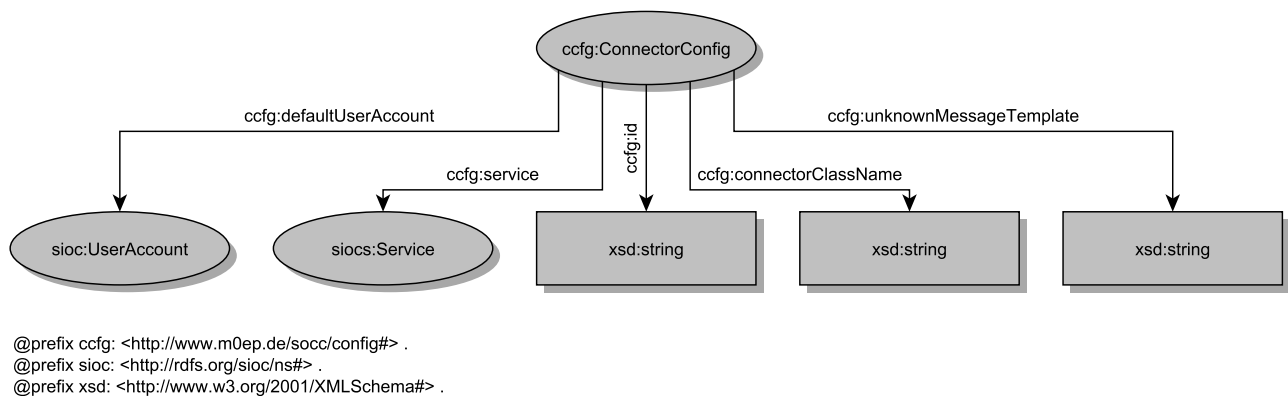 ccfg:ConnectorConfig
ccfg:defaultUserAccount
ccfg:unknownMessageTemplate
ccfg:id
ccfg:service
ccfg:connectorClassName
sioc:UserAccount
siocs:Service
xsd:string
xsd:string
xsd:string
@prefix ccfg: <http://www.m0ep.de/socc/config#> .
@prefix sioc: <http://rdfs.org/sioc/ns#> .
@prefix xsd: <http://www.w3.org/2001/XMLSchema#> .